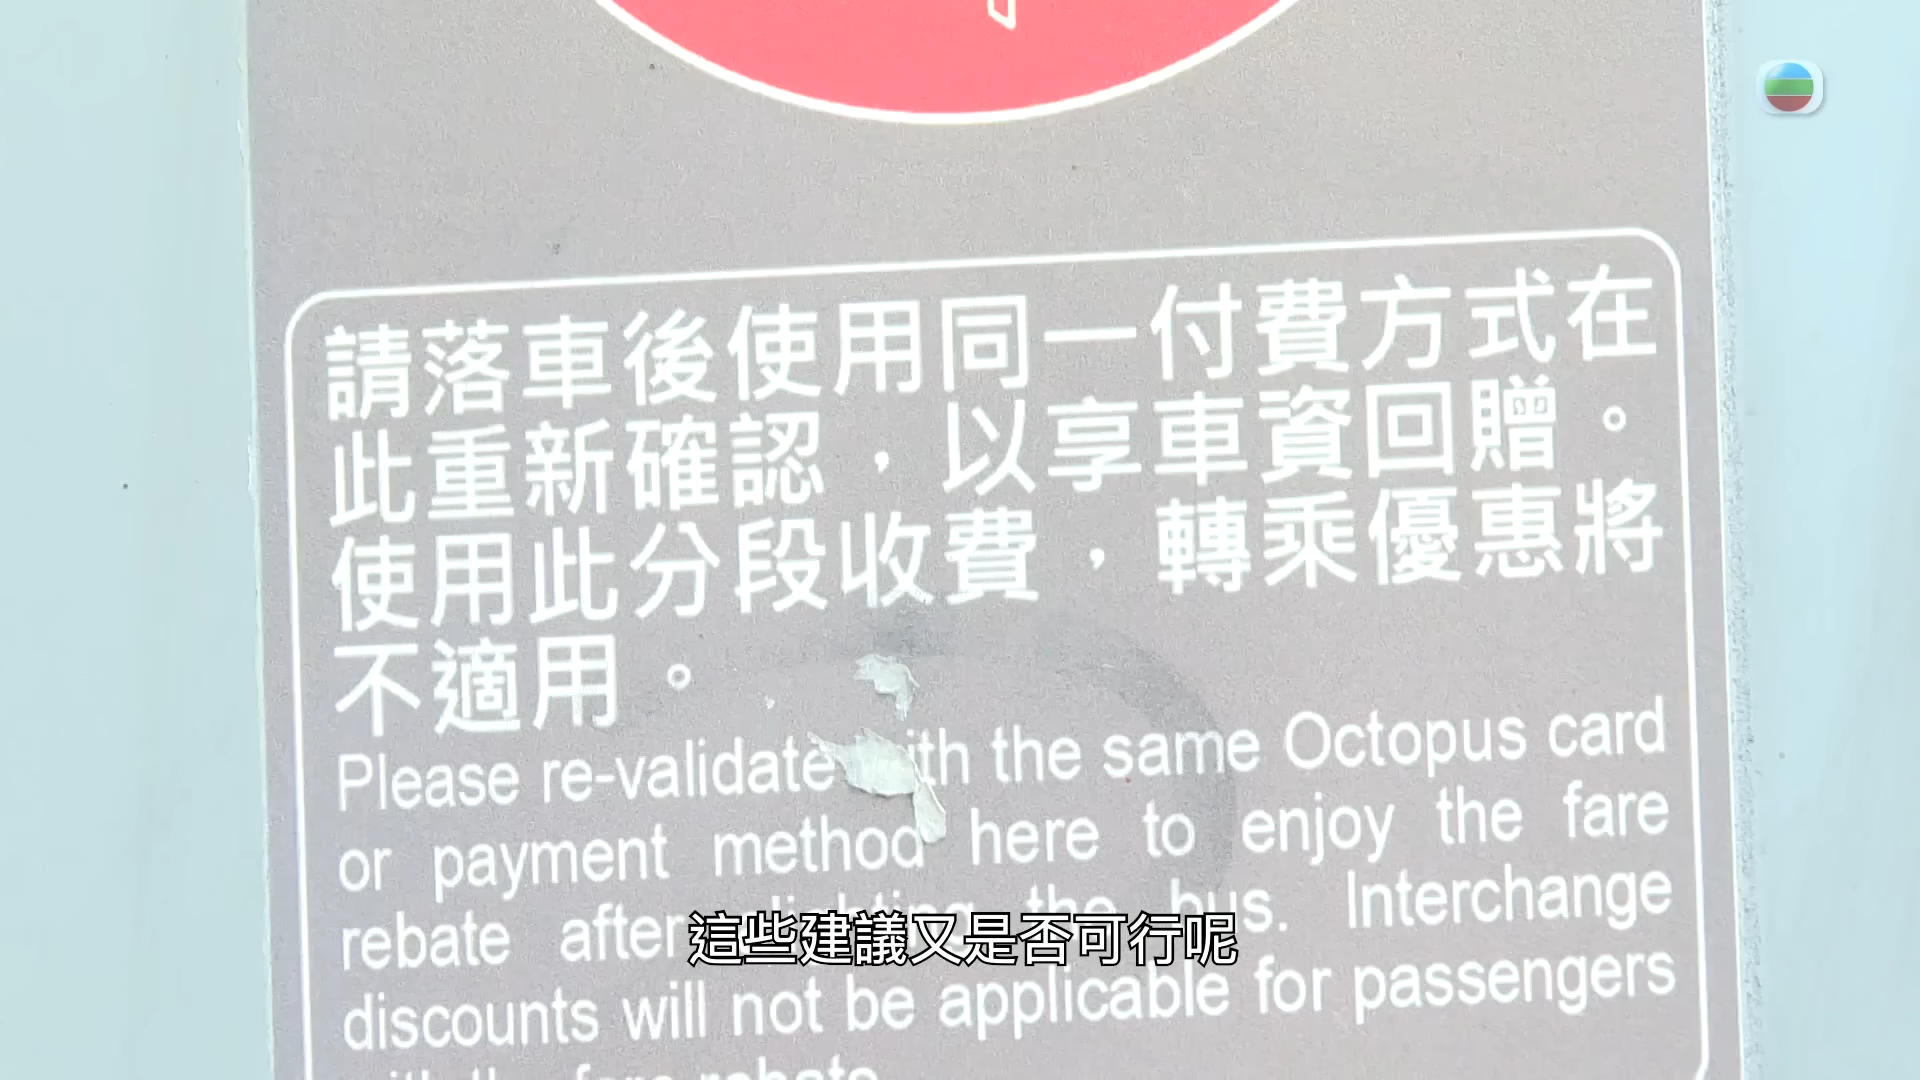 請落車後使用同一付費方式在
此重新確認，以享車資回贈。
使用此分段收費，轉乘優惠將
不適用。
Please re-validate with the same Octopus card
or payment method here to enjoy the fare
rebate after alighting the bus. Interchange
這些建議又是否可行呢
discounts will not be applicable for passengers
with the fare rebate.